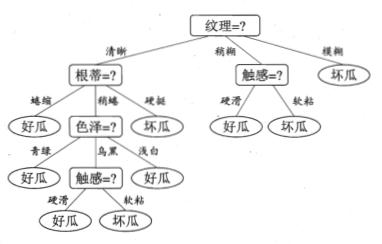 纹理=?
清晰 稍糊 模糊
根蒂=? 触感=? 坏瓜
蜷缩 稍蜷 硬挺 硬滑 软粘
好瓜 色泽=? 坏瓜 好瓜 坏瓜
青绿 乌黑 浅白
好瓜 触感=? 好瓜
硬滑 软粘
好瓜 坏瓜